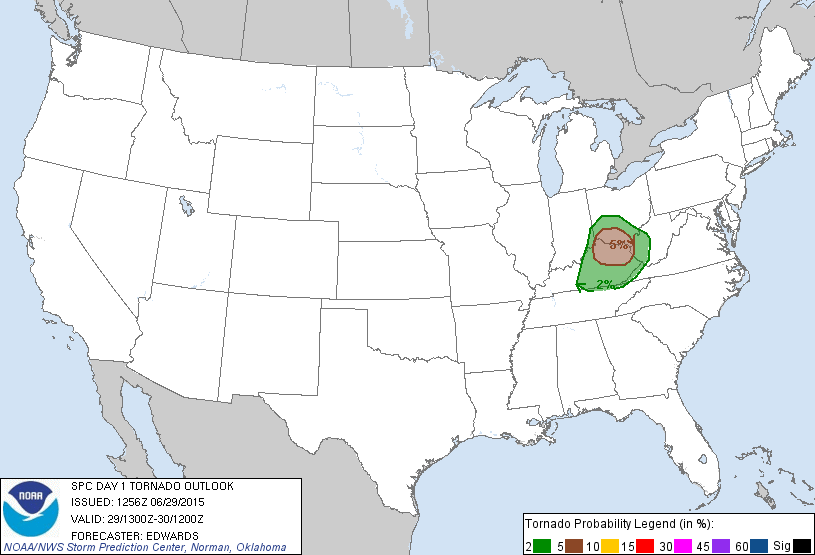 5%
2%
NOAA
SPC DAY 1 TORNADO OUTLOOK
ISSUED: 1256Z 06/29/2015
VALID: 29/1300Z-30/1200Z
FORECASTER: EDWARDS
NOAA/NWS Storm Prediction Center, Norman, Oklahoma
Tornado Probability Legend (in %):
2 5 10 15 30 45 60 Sig